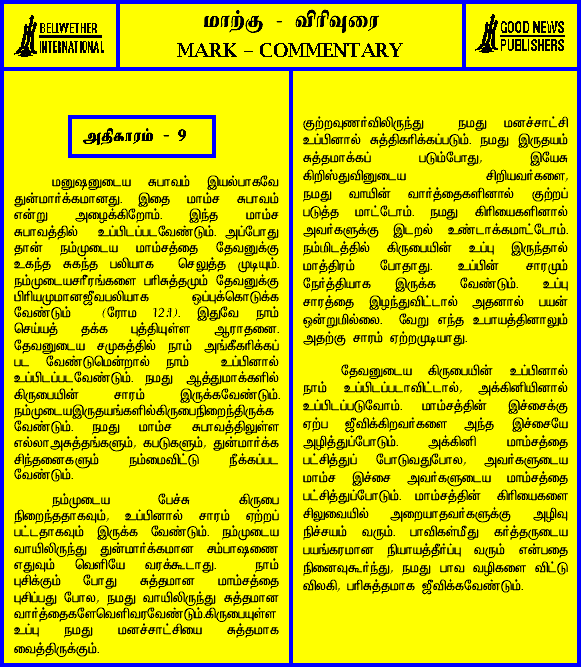 BELLWETHER
INTERNATIONAL
மாற்கு - விரிவுரை
MARK – COMMENTARY
GOOD NEWS
PUBLISHERS
அதிகாரம் - 9
மனுஷனுடைய சுபாவம் இயல்பாகவே
துன்மார்க்கமானது. இதை மாம்ச சுபாவம்
என்று அழைக்கிறோம். இந்த மாம்ச
சுபாவத்தில் உப்பிடப்படவேண்டும். அப்போது
தான் நம்முடைய மாம்சத்தை தேவனுக்கு
உகந்த சுகந்த பலியாக செலுத்த முடியும்.
நம்முடையசரீரங்களை பரிசுத்தமும் தேவனுக்கு
பிரியமுமானஜீவபலியாக ஒப்புக்கொடுக்க
வேண்டும் (ரோம 12:1). இதுவே நாம்
செய்யத் தக்க புத்தியுள்ள ஆராதனை.
தேவனுடைய சமுகத்தில் நாம் அங்கீகரிக்கப்
பட வேண்டுமென்றால் நாம் உப்பினால்
உப்பிடப்படவேண்டும். நமது ஆத்துமாக்களில்
கிருபையின் சாரம் இருக்கவேண்டும்.
நம்முடையஇருதயங்களில்கிருபைநிறைந்திருக்க
வேண்டும். நமது மாம்ச சுபாவத்திலுள்ள
எல்லாஅசுத்தங்களும், கபடுகளும், துன்மார்க்க
சிந்தனைகளும் நம்மைவிட்டு நீக்கப்பட
வேண்டும்.
நம்முடைய பேச்சு கிருபை
நிறைந்ததாகவும், உப்பினால் சாரம் ஏற்றப்
பட்டதாகவும் இருக்க வேண்டும். நம்முடைய
வாயிலிருந்து துன்மார்க்கமான சம்பாஷணை
எதுவும் வெளியே வரக்கூடாது. நாம்
புசிக்கும் போது சுத்தமான மாம்சத்தை
புசிப்பது போல, நமது வாயிலிருந்து சுத்தமான
வார்த்தைகளேவெளிவரவேண்டும்.கிருபையுள்ள
உப்பு நமது மனச்சாட்சியை சுத்தமாக
வைத்திருக்கும்.
குற்றவுணர்விலிருந்து நமது மனச்சாட்சி
உப்பினால் சுத்திகரிக்கப்படும். நமது இருதயம்
சுத்தமாக்கப் படும்போது, இயேசு
கிறிஸ்துவினுடைய சிறியவர்களை,
நமது வாயின் வார்த்தைகளினால் குற்றப்
படுத்த மாட்டோம். நமது கிரியைகளினால்
அவர்களுக்கு இடறல் உண்டாக்கமாட்டோம்.
நம்மிடத்தில் கிருபையின் உப்பு இருந்தால்
மாத்திரம் போதாது. உப்பின் சாரமும்
நேர்த்தியாக இருக்க வேண்டும். உப்பு
சாரத்தை இழந்துவிட்டால் அதனால் பயன்
ஒன்றுமில்லை. வேறு எந்த உபாயத்தினாலும்
அதற்கு சாரம் ஏற்றமுடியாது.
தேவனுடைய கிருபையின் உப்பினால்
நாம் உப்பிடப்படாவிட்டால், அக்கினியினால்
உப்பிடப்படுவோம். மாம்சத்தின் இச்சைக்கு
ஏற்ப ஜீவிக்கிறவர்களை அந்த இச்சையே
அழித்துப்போடும். அக்கினி மாம்சத்தை
பட்சித்துப் போடுவதுபோல, அவர்களுடைய
மாம்ச இச்சை அவர்களுடைய மாம்சத்தை
பட்சித்துப்போடும். மாம்சத்தின் கிரியைகளை
சிலுவையில் அறையாதவர்களுக்கு அழிவு
நிச்சயம் வரும். பாவிகள்மீது கர்த்தருடைய
பயங்கரமான நியாயத்தீர்ப்பு வரும் என்பதை
நினைவுகூர்ந்து, நமது பாவ வழிகளை விட்டு
விலகி, பரிசுத்தமாக ஜீவிக்கவேண்டும்.